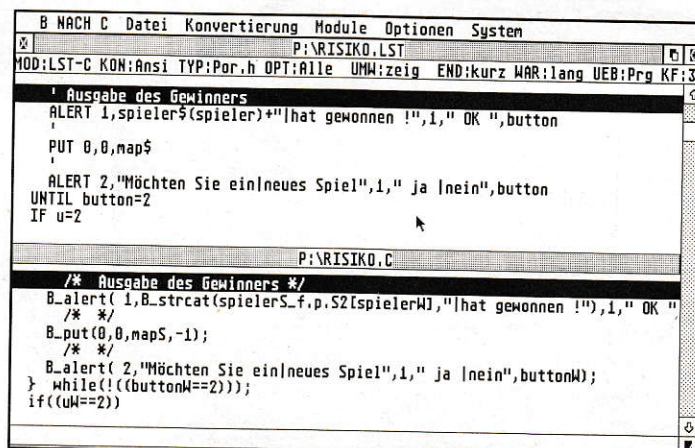 B NACH C Datei Konvertierung Module Optionen System
P:\RISIKO.LST
MOD:LST-C KON:Ansi TYP:Por.h OPT:Alle UMW:zeig END:kurz WAR:lang UEB:Prg KF:3
' Ausgabe des Gewinners
ALERT 1,spieler$(spieler)+"|hat gewonnen !",1," OK ",button
'
PUT 0,0,map$
'
ALERT 2,"Möchten Sie ein|neues Spiel",1," ja |nein",button
UNTIL button=2
IF u=2
P:\RISIKO.C
/* Ausgabe des Gewinners */
B_alert( 1,B_strcat(spielerS_f.p.S2[spielerW],"|hat gewonnen !"),1," OK "
/* */
B_put(0,0,mapS,-1);
/* */
B_alert( 2,"Möchten Sie ein|neues Spiel",1," ja |nein",buttonW);
} while(!((buttonW==2)));
if((uW==2))